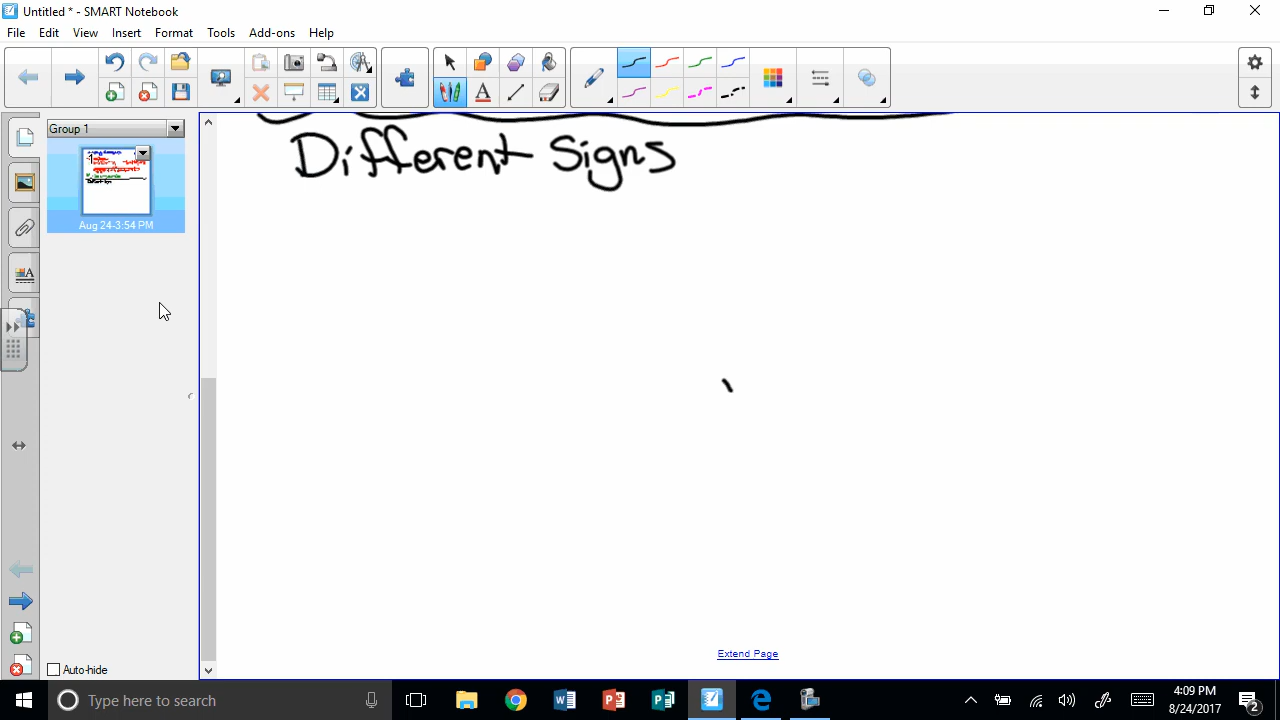 Untitled * - SMART Notebook
File Edit View Insert Format Tools Add-ons Help
Group 1
Different Signs
Aug 24-3:54 PM
Extend Page
Auto-hide
Type here to search
4:09 PM
8/24/2017
2